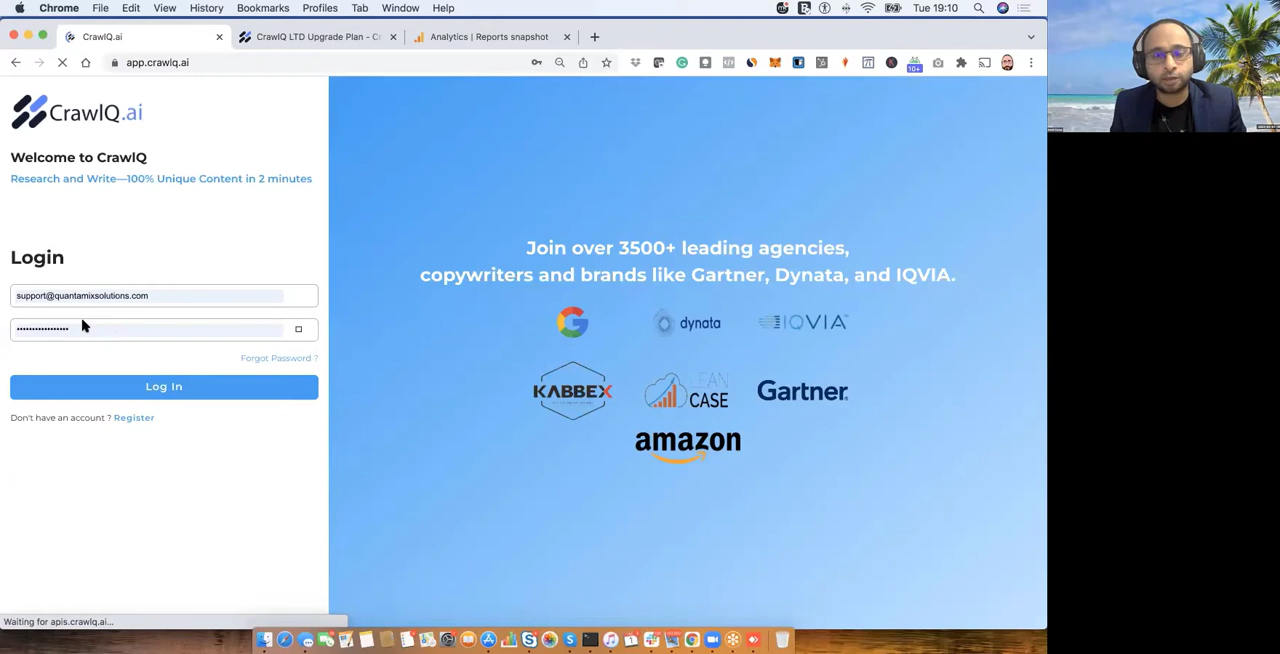 Chrome File Edit View History Bookmarks Profiles Tab Window Help Tue 19:10
CrawlQ.ai CrawlQ LTD Upgrade Plan - Cr Analytics | Reports snapshot
app.crawlq.ai
10+
CrawlQ.ai
Welcome to CrawlQ
Research and Write—100% Unique Content in 2 minutes
Login
support@quantamixsolutions.com
Forgot Password ?
Log In
Don't have an account ? Register
Join over 3500+ leading agencies,
copywriters and brands like Gartner, Dynata, and IQVIA.
dynata IQVIA
KABBEX LEAN CASE Gartner
amazon
Waiting for apis.crawlq.ai...